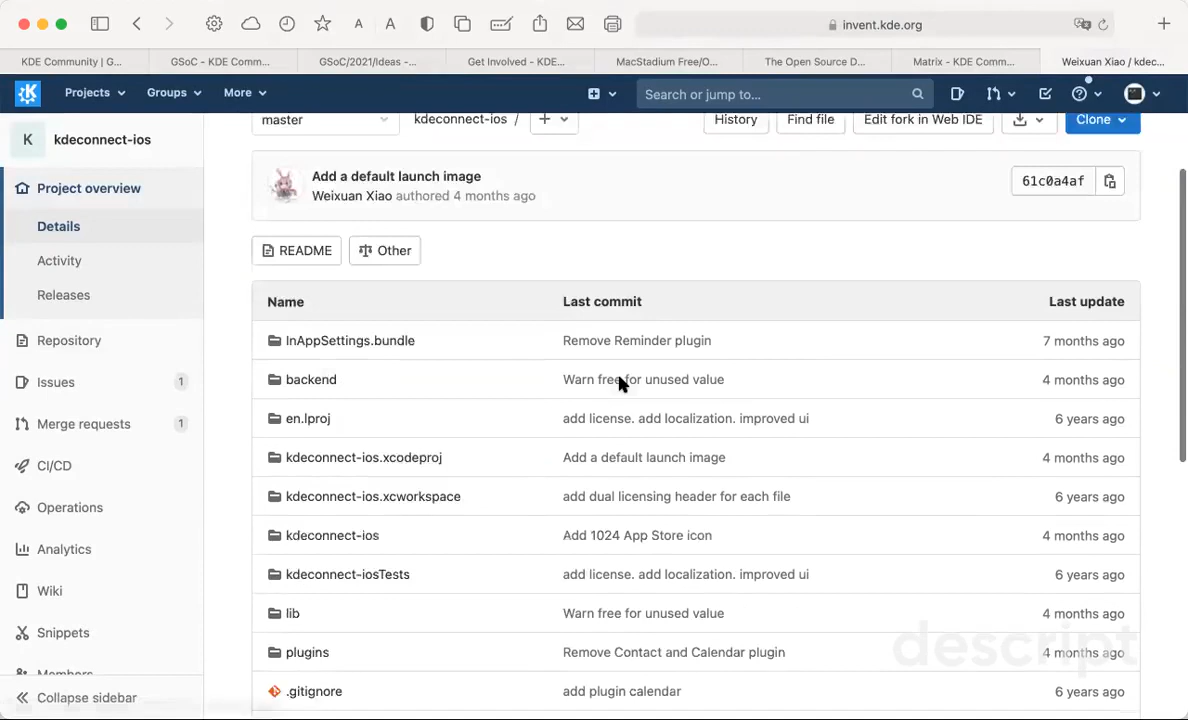 invent.kde.org
KDE Community | G...
GSoC - KDE Comm...
GSoC/2021/Ideas -...
Get Involved - KDE...
MacStadium Free/O...
The Open Source D...
Matrix - KDE Comm...
Weixuan Xiao / kdec...
Projects
Groups
More
Search or jump to...
K
kdeconnect-ios
Project overview
Details
Activity
Releases
Repository
Issues 1
Merge requests 1
CI/CD
Operations
Analytics
Wiki
Snippets
Members
Collapse sidebar
master
kdeconnect-ios /
History
Find file
Edit fork in Web IDE
Clone
Add a default launch image
Weixuan Xiao authored 4 months ago
61c0a4af
README
Other
Name Last commit Last update
InAppSettings.bundle Remove Reminder plugin 7 months ago
backend Warn free for unused value 4 months ago
en.lproj add license. add localization. improved ui 6 years ago
kdeconnect-ios.xcodeproj Add a default launch image 4 months ago
kdeconnect-ios.xcworkspace add dual licensing header for each file 6 years ago
kdeconnect-ios Add 1024 App Store icon 4 months ago
kdeconnect-iosTests add license. add localization. improved ui 6 years ago
lib Warn free for unused value 4 months ago
plugins Remove Contact and Calendar plugin 4 months ago
.gitignore add plugin calendar 6 years ago
descript